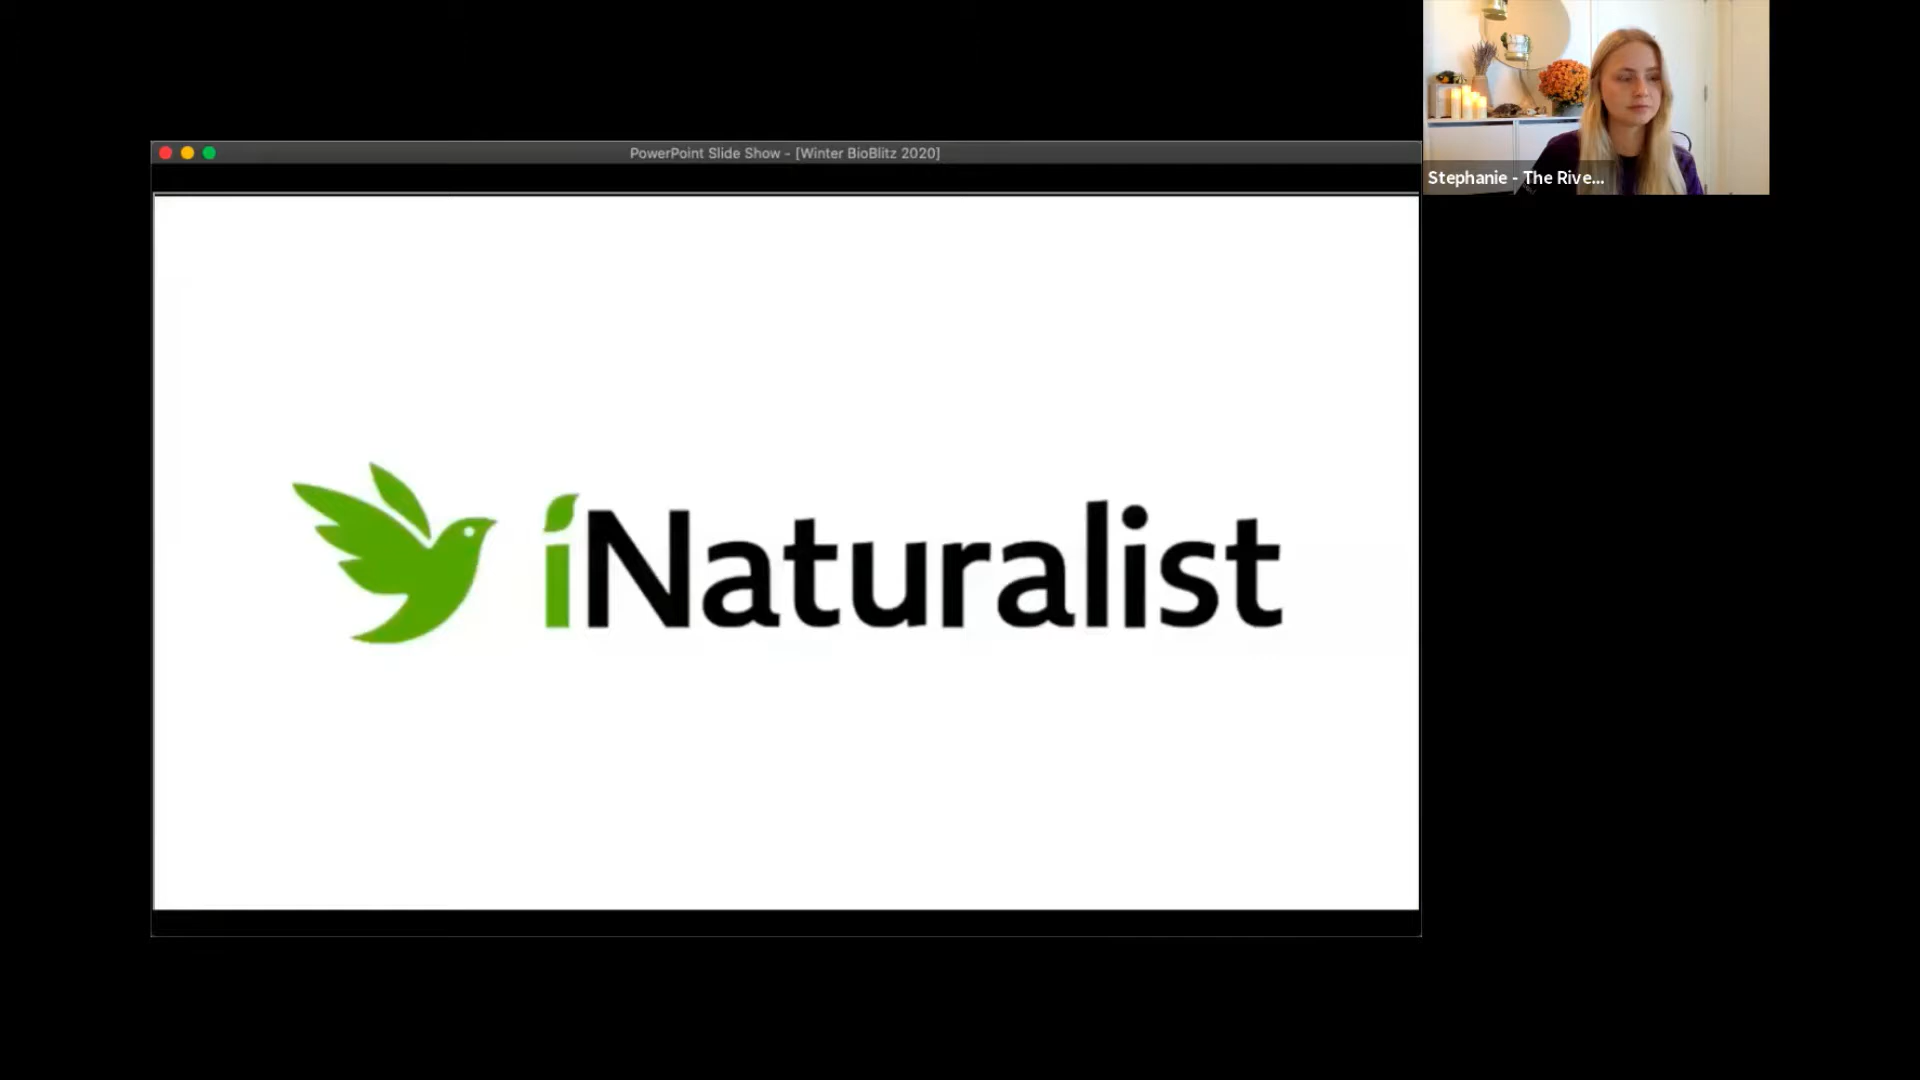 PowerPoint Slide Show - [Winter BioBlitz 2020]
Stephanie - The Rive...
iNaturalist